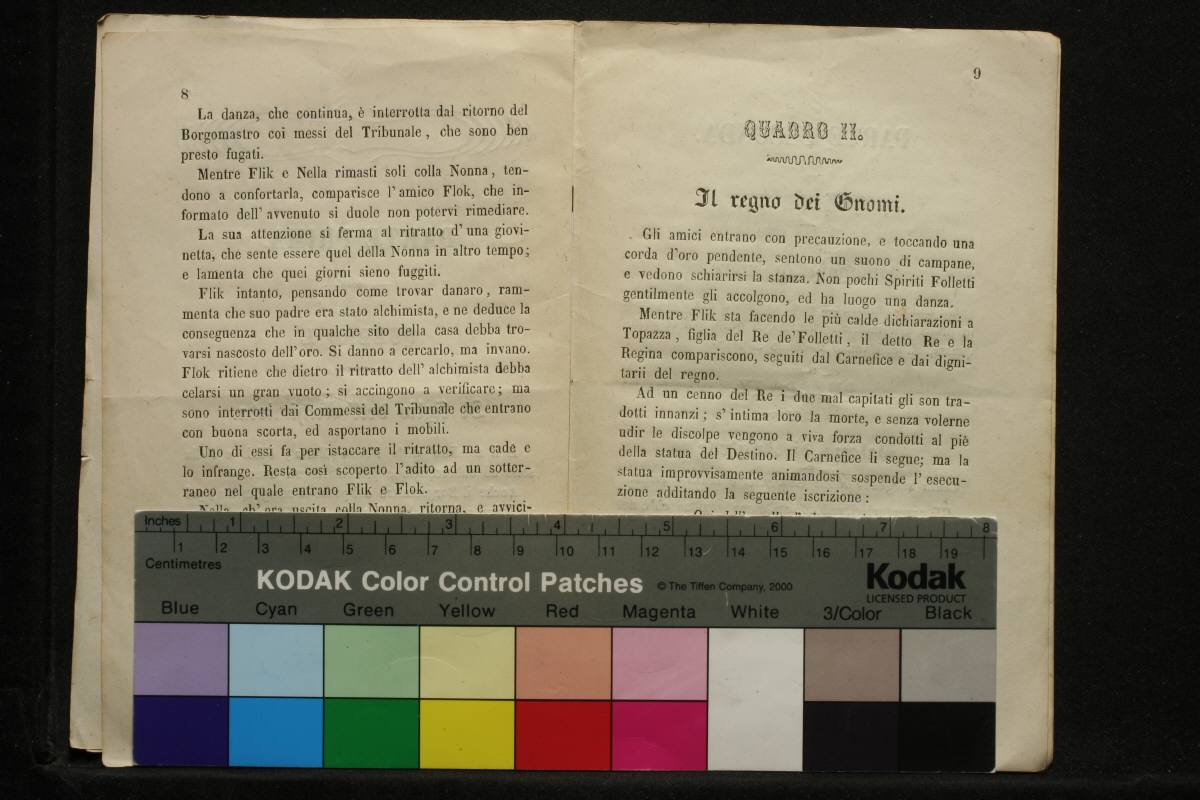 8
La danza, che continua, è interrotta dal ritorno del
Borgomastro coi messi del Tribunale, che sono ben
presto fugati.
Mentre Flik e Nella rimasti soli colla Nonna, ten-
dono a confortarla, comparisce l'amico Flok, che in-
formato dell'avvenuto si duole non potervi rimediare.
La sua attenzione si ferma al ritratto d'una giovi-
netta, che sente essere quel della Nonna in altro tempo;
e lamenta che quei giorni sieno fuggiti.
Flik intanto, pensando come trovar danaro, ram-
menta che suo padre era stato alchimista, e ne deduce la
conseguenza che in qualche sito della casa debba tro-
varsi nascosto dell'oro. Si danno a cercarlo, ma invano.
Flok ritiene che dietro il ritratto dell'alchimista debba
celarsi un gran vuoto; si accingono a verificare; ma
sono interrotti dai Commessi del Tribunale che entrano
con buona scorta, ed asportano i mobili.
Uno di essi fa per istaccare il ritratto, ma cade e
lo infrange. Resta così scoperto l'adito ad un sotter-
raneo nel quale entrano Flik e Flok.
Nella, ch'ora uscita colla Nonna, ritorna, e avvici-
9
QUADRO II.
Il regno dei Gnomi.
Gli amici entrano con precauzione, e toccando una
corda d'oro pendente, sentono un suono di campane,
e vedono schiarirsi la stanza. Non pochi Spiriti Folletti
gentilmente gli accolgono, ed ha luogo una danza.
Mentre Flik sta facendo le più calde dichiarazioni a
Topazza, figlia del Re de'Folletti, il detto Re e la
Regina compariscono, seguiti dal Carnefice e dai digni-
tarii del regno.
Ad un cenno del Re i due mal capitati gli son tra-
dotti innanzi; s'intima loro la morte, e senza volerne
udir le discolpe vengono a viva forza condotti al piè
della statua del Destino. Il Carnefice li segue; ma la
statua improvvisamente animandosi sospende l'esecu-
zione additando la seguente iscrizione:
Inches 1 2 3 4 5 6 7 8
1 2 3 4 5 6 7 8 9 10 11 12 13 14 15 16 17 18 19
Centimetres
KODAK Color Control Patches © The Tiffen Company, 2000
Kodak
LICENSED PRODUCT
Blue Cyan Green Yellow Red Magenta White 3/Color Black